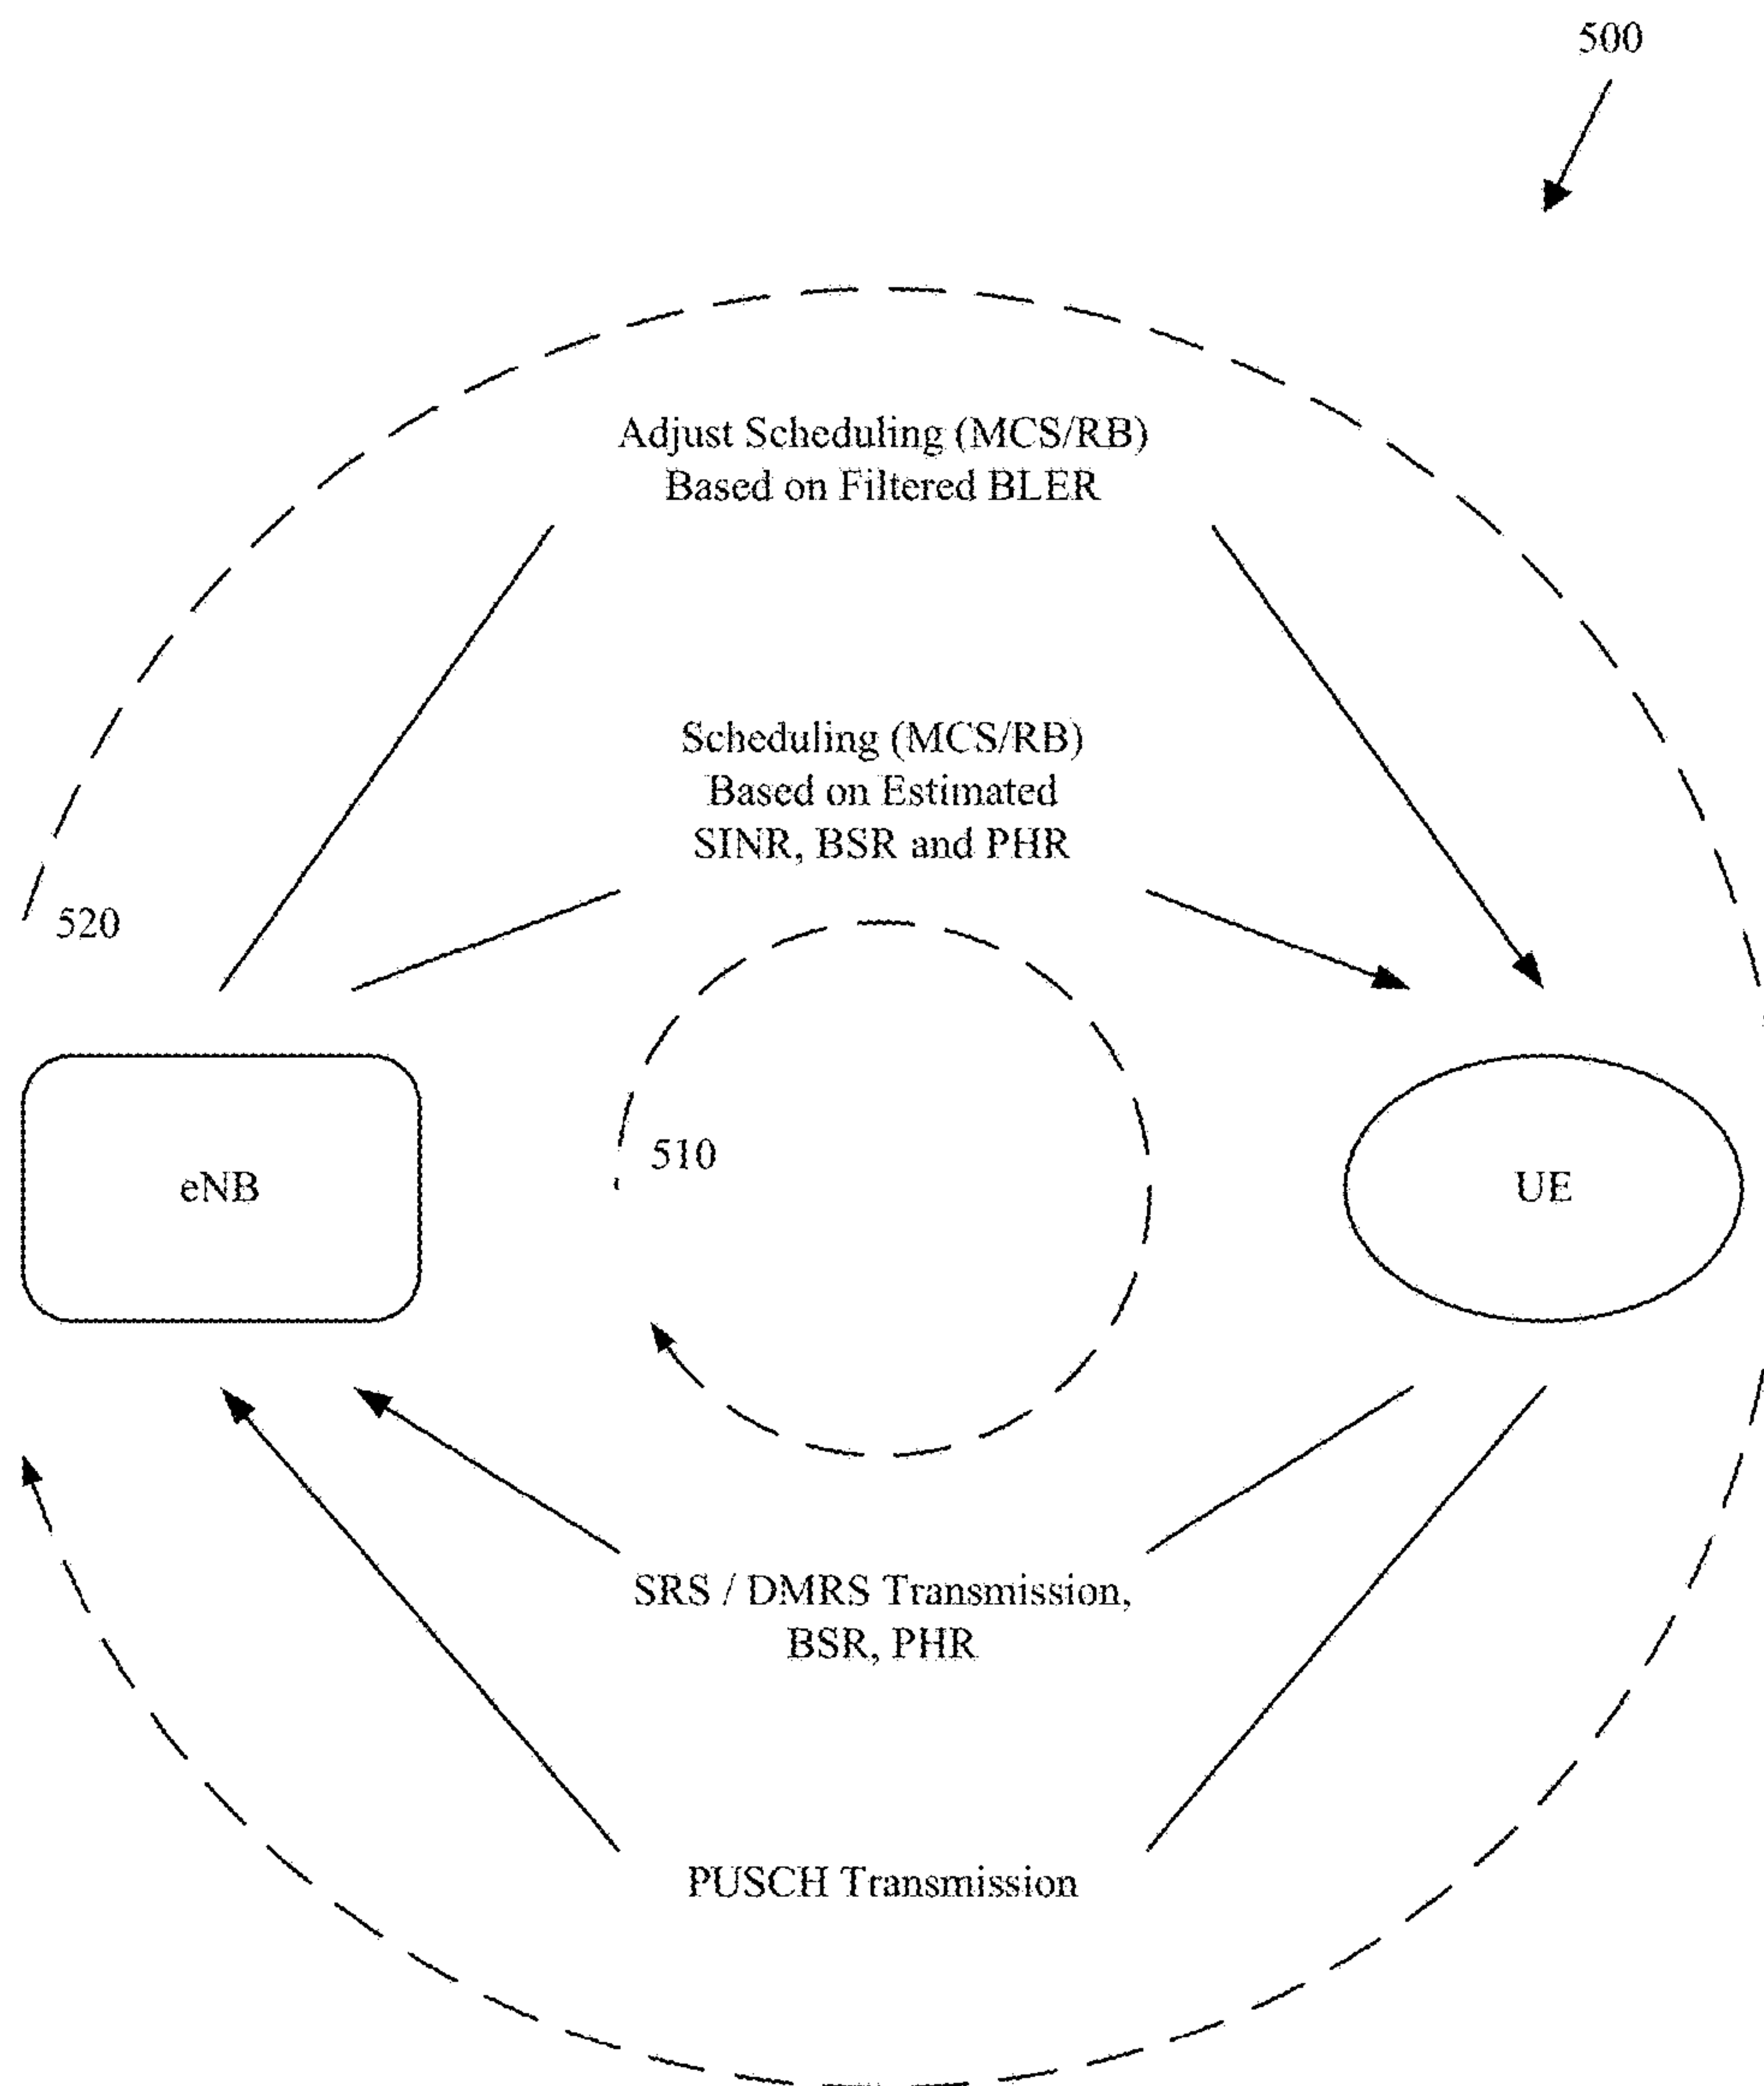 500
Adjust Scheduling (MCS/RB)
Based on Filtered BLER
Scheduling (MCS/RB)
Based on Estimated
SINR, BSR and PHR
520
510
eNB
UE
SRS / DMRS Transmission,
BSR, PHR
PUSCH Transmission